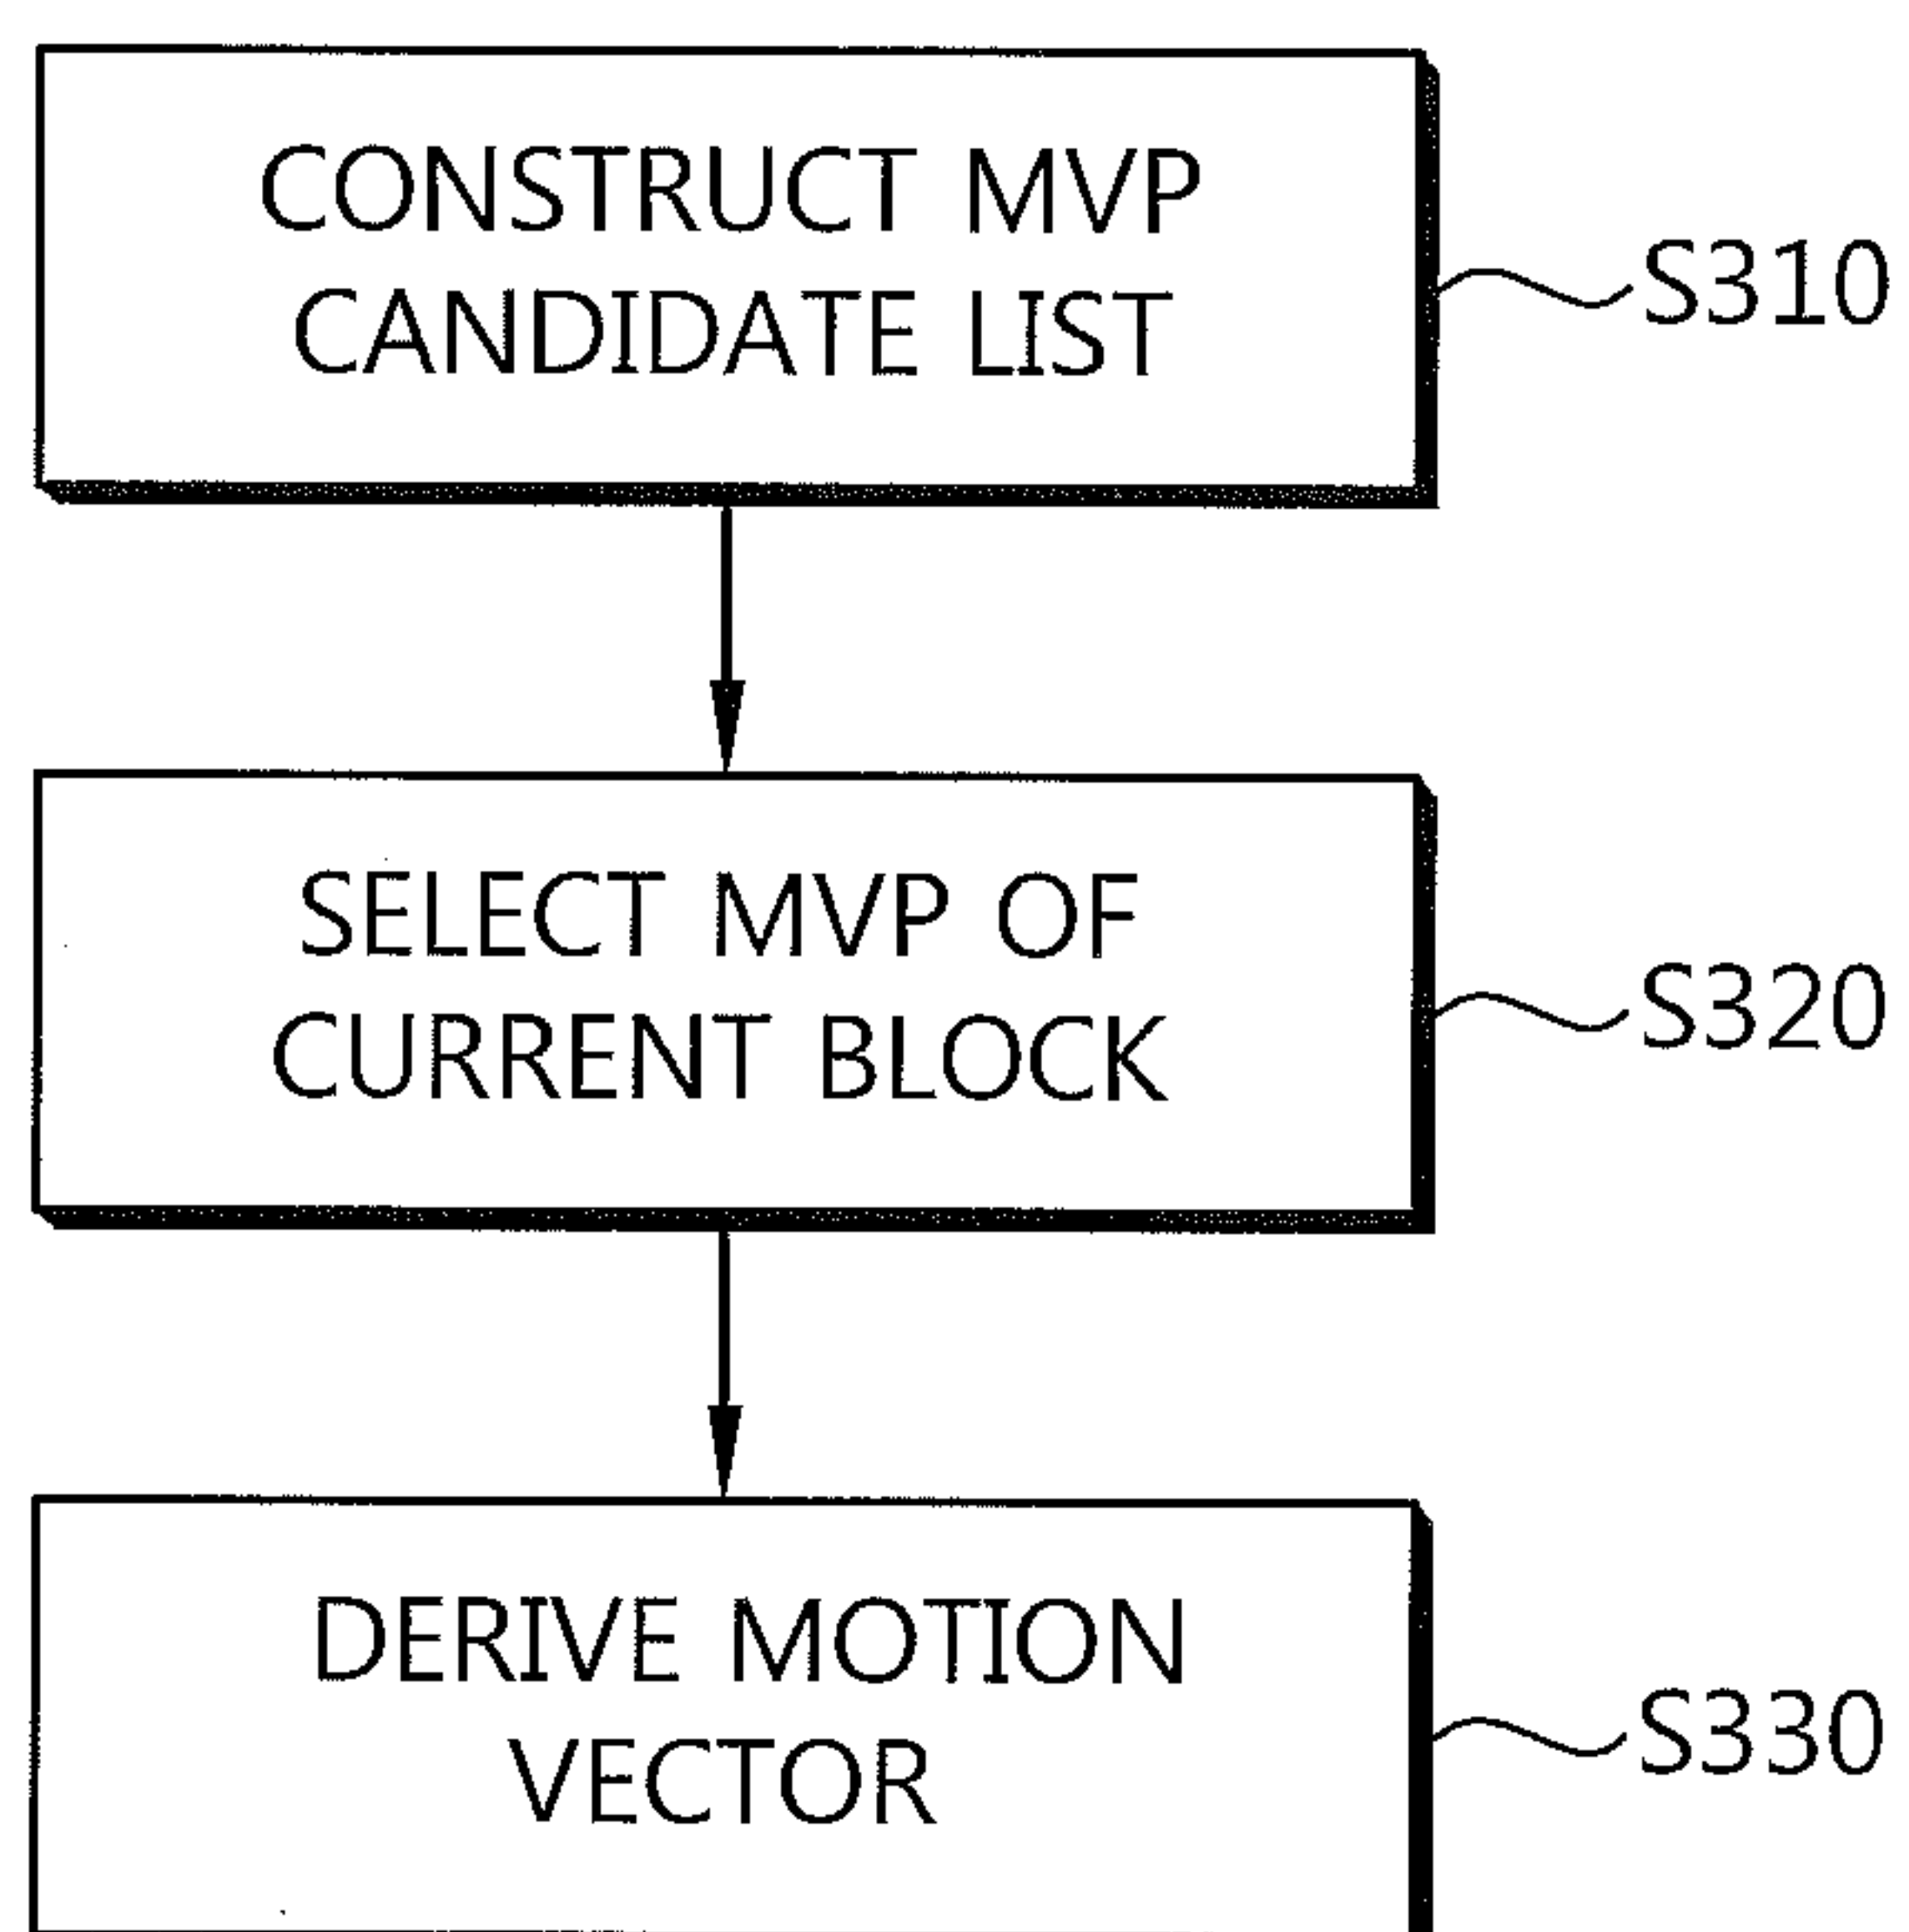 CONSTRUCT MVP
CANDIDATE LIST
S310
SELECT MVP OF
CURRENT BLOCK
S320
DERIVE MOTION
VECTOR
S330